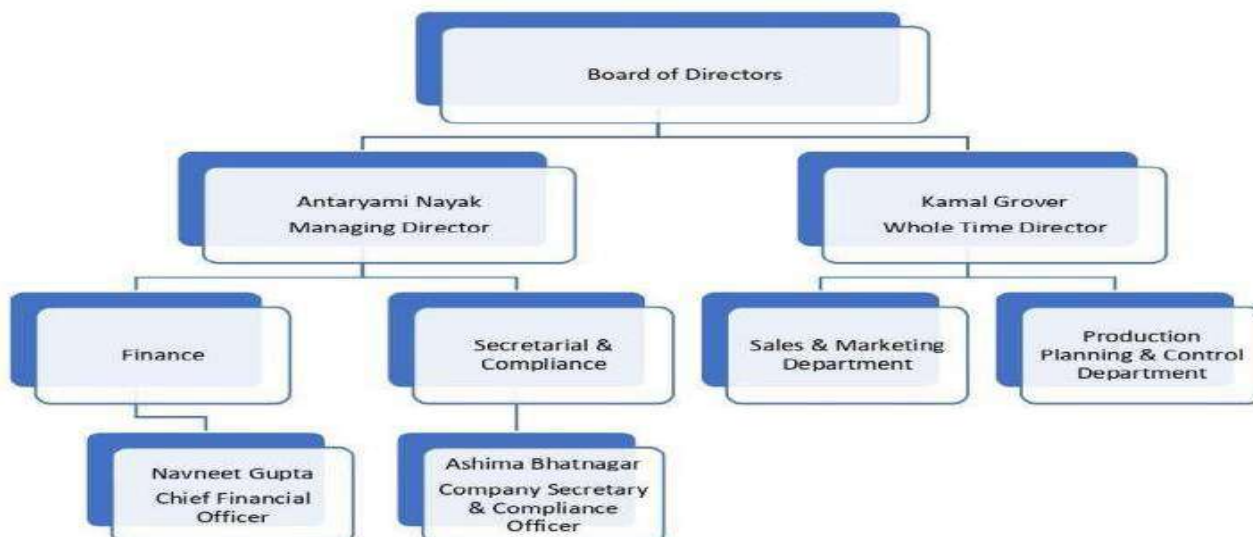 Board of Directors
Antaryami Nayak
Managing Director
Kamal Grover
Whole Time Director
Finance
Secretarial &
Compliance
Sales & Marketing
Department
Production
Planning & Control
Department
Navneet Gupta
Chief Financial
Officer
Ashima Bhatnagar
Company Secretary
& Compliance
Officer